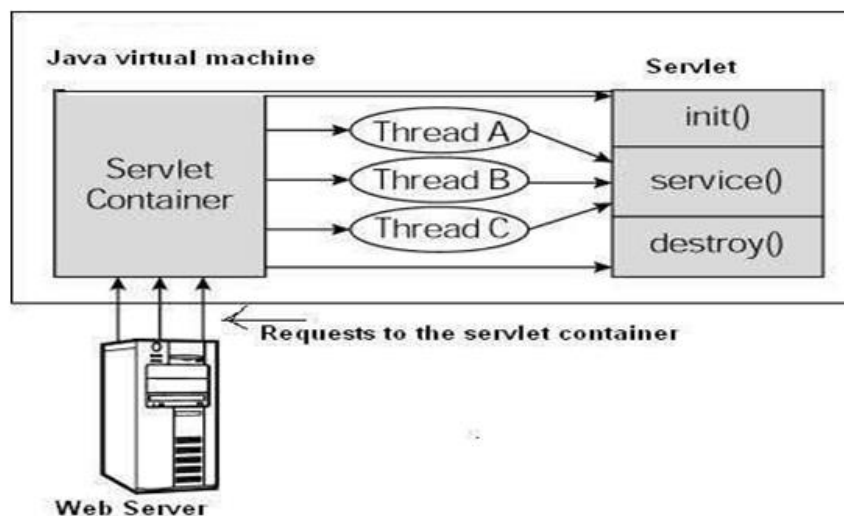 Java virtual machine
Servlet
Servlet
Container
Thread A
Thread B
Thread C
init()
service()
destroy()
Requests to the servlet container
Web Server